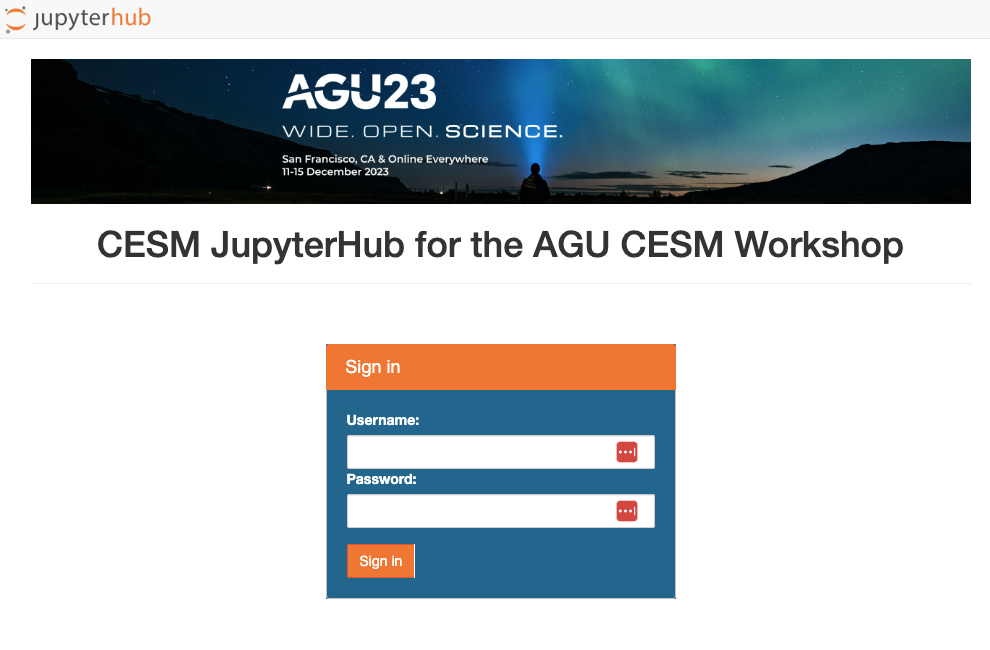 jupyterhub
AGU23
WIDE. OPEN. SCIENCE.
San Francisco, CA & Online Everywhere
11-15 December 2023
CESM JupyterHub for the AGU CESM Workshop
Sign in
Username:
Password:
Sign in